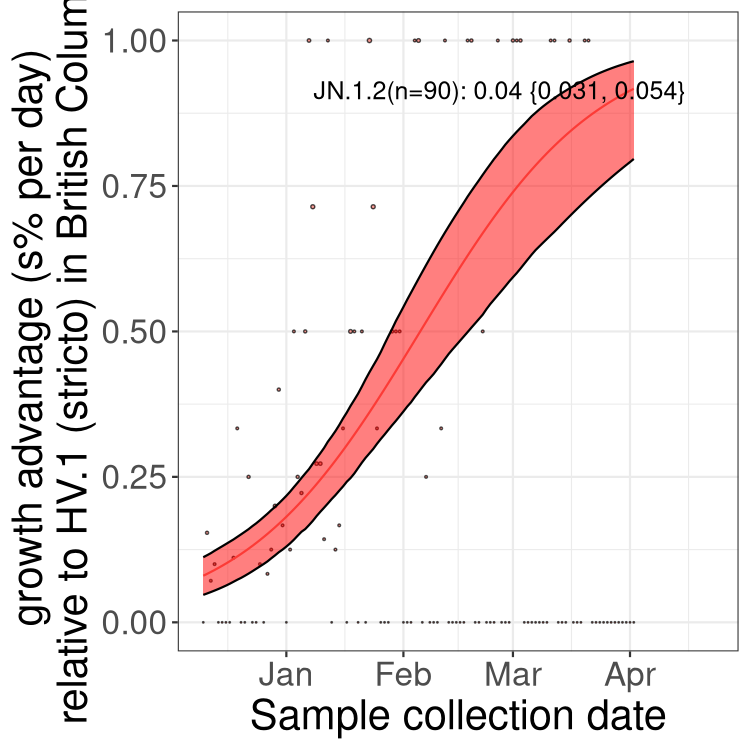 growth advantage (s% per day)
relative to HV.1 (stricto) in British Colum
1.00
0.75
0.50
0.25
0.00
JN.1.2(n=90): 0.04 {0.031, 0.054}
Jan Feb Mar Apr
Sample collection date